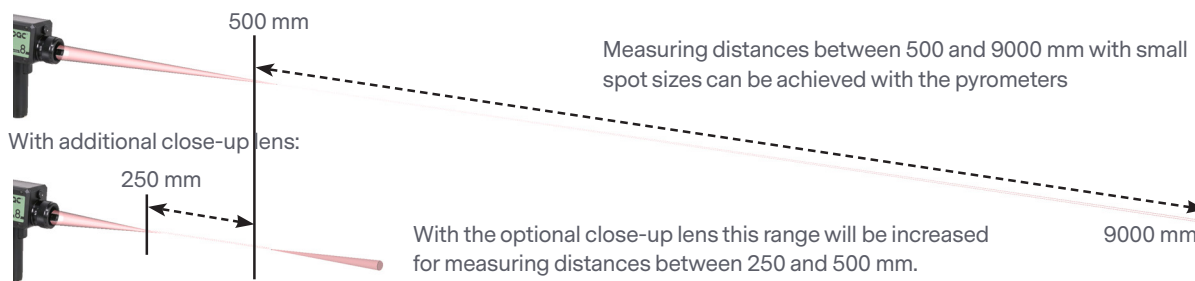 500 mm
Measuring distances between 500 and 9000 mm with small
spot sizes can be achieved with the pyrometers
With additional close-up lens:
250 mm
With the optional close-up lens this range will be increased
for measuring distances between 250 and 500 mm.
9000 mm